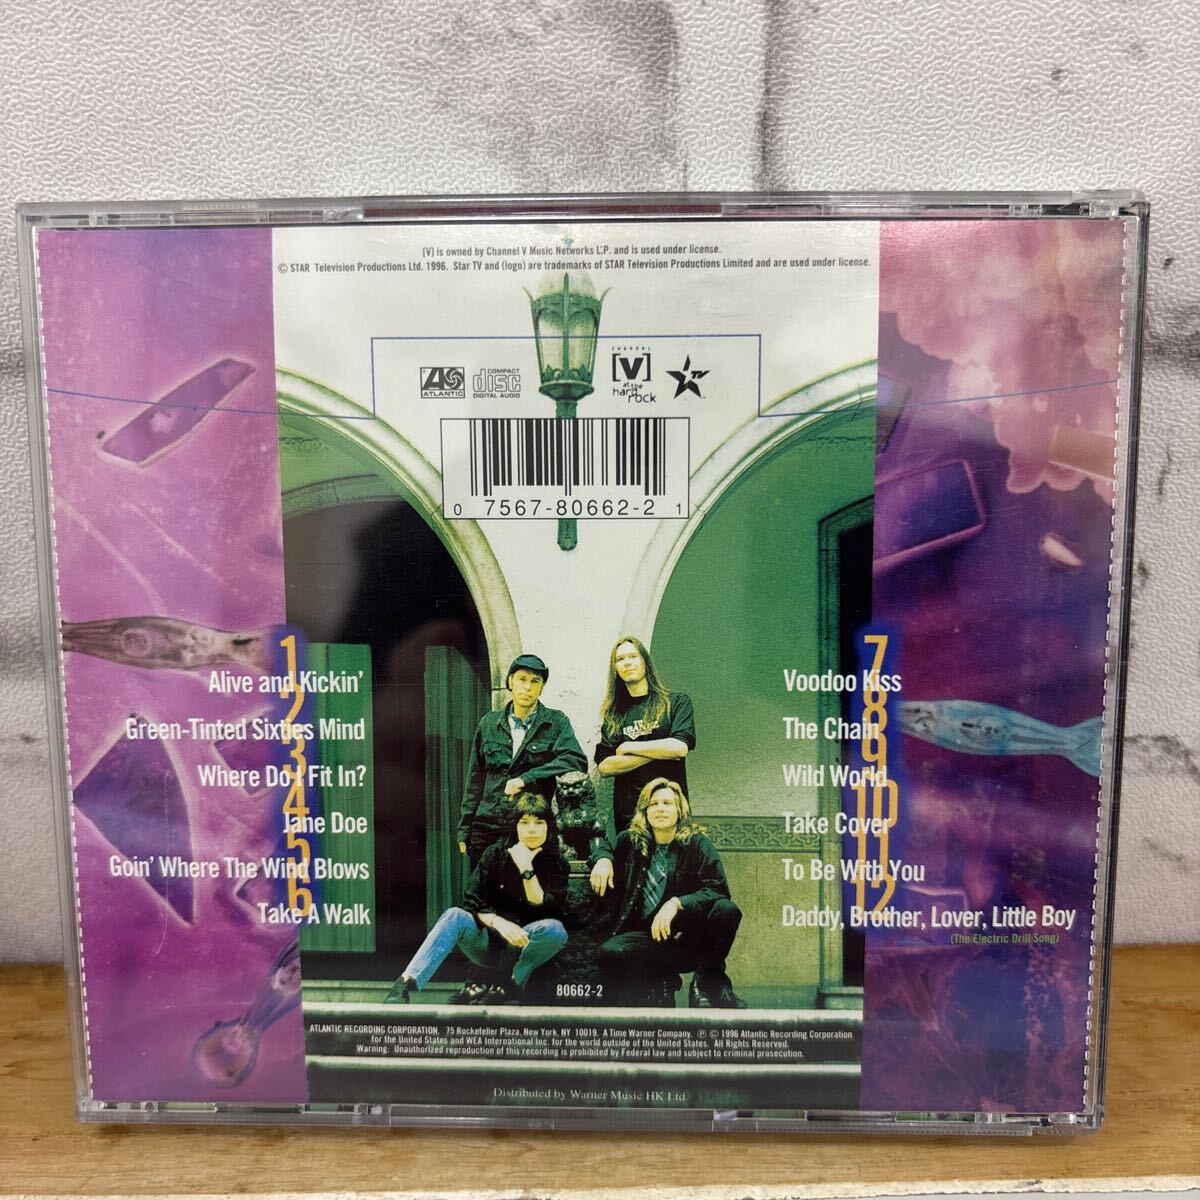 [V] is owned by Channel V Music Networks L.P. and is used under license.
© STAR Television Productions Ltd. 1996. Star TV and (logo) are trademarks of STAR Television Productions Limited and are used under license.
ATLANTIC
COMPACT
disc
DIGITAL AUDIO
CHANNEL
[V]
at the
hard
rock
TV
0 7567-80662-2 1
1
Alive and Kickin'
2
Green-Tinted Sixties Mind
3
Where Do I Fit In?
4
Jane Doe
5
Goin' Where The Wind Blows
6
Take A Walk
7
Voodoo Kiss
8
The Chain
9
Wild World
10
Take Cover
11
To Be With You
12
Daddy, Brother, Lover, Little Boy
(The Electric Drill Song)
80662-2
ATLANTIC RECORDING CORPORATION, 75 Rockefeller Plaza, New York, NY 10019. A Time Warner Company. ℗ © 1996 Atlantic Recording Corporation
for the United States and WEA International Inc. for the world outside of the United States. All Rights Reserved.
Warning: Unauthorized reproduction of this recording is prohibited by Federal law and subject to criminal prosecution.
Distributed by Warner Music HK Ltd.